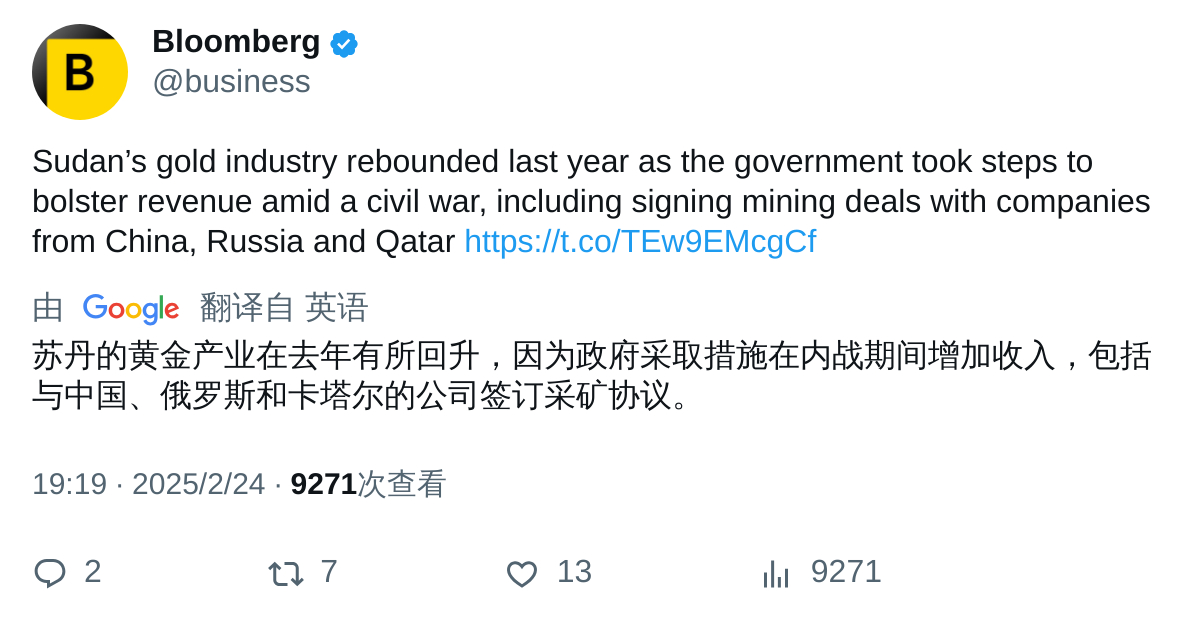 B
Bloomberg
@business
Sudan’s gold industry rebounded last year as the government took steps to
bolster revenue amid a civil war, including signing mining deals with companies
from China, Russia and Qatar https://t.co/TEw9EMcgCf
由 Google 翻译自 英语
苏丹的黄金产业在去年有所回升，因为政府采取措施在内战期间增加收入，包括
与中国、俄罗斯和卡塔尔的公司签订采矿协议。
19:19 · 2025/2/24 · 9271次查看
2 7 13 9271